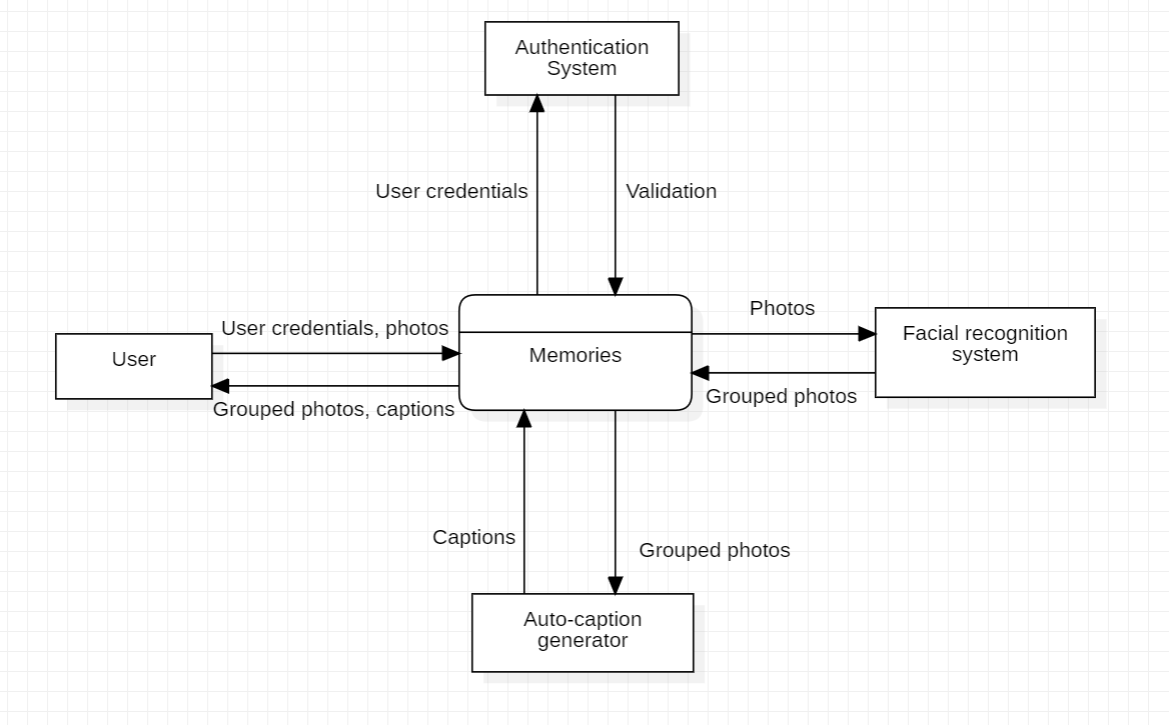 Authentication
System
User credentials
Validation
User credentials, photos
Photos
User
Memories
Facial recognition
system
Grouped photos, captions
Grouped photos
Captions
Grouped photos
Auto-caption
generator